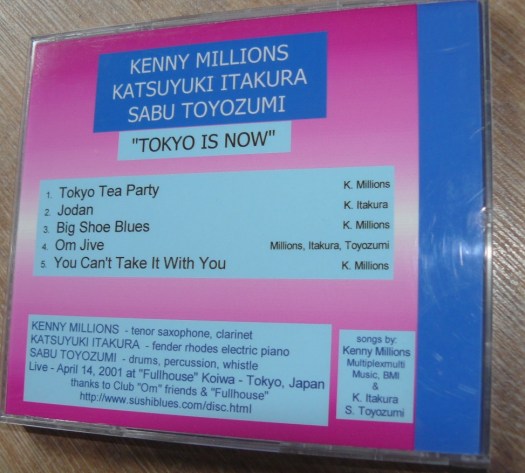 KENNY MILLIONS
KATSUYUKI ITAKURA
SABU TOYOZUMI
"TOKYO IS NOW"
1. Tokyo Tea Party K. Millions
2. Jodan K. Itakura
3. Big Shoe Blues K. Millions
4. Om Jive Millions, Itakura, Toyozumi
5. You Can't Take It With You K. Millions
KENNY MILLIONS - tenor saxophone, clarinet
KATSUYUKI ITAKURA - fender rhodes electric piano
SABU TOYOZUMI - drums, percussion, whistle
Live - April 14, 2001 at "Fullhouse" Koiwa - Tokyo, Japan
thanks to Club "Om" friends & "Fullhouse"
http://www.sushiblues.com/disc.html
songs by:
Kenny Millions
Multiplexmulti
Music, BMI
&
K. Itakura
S. Toyozumi